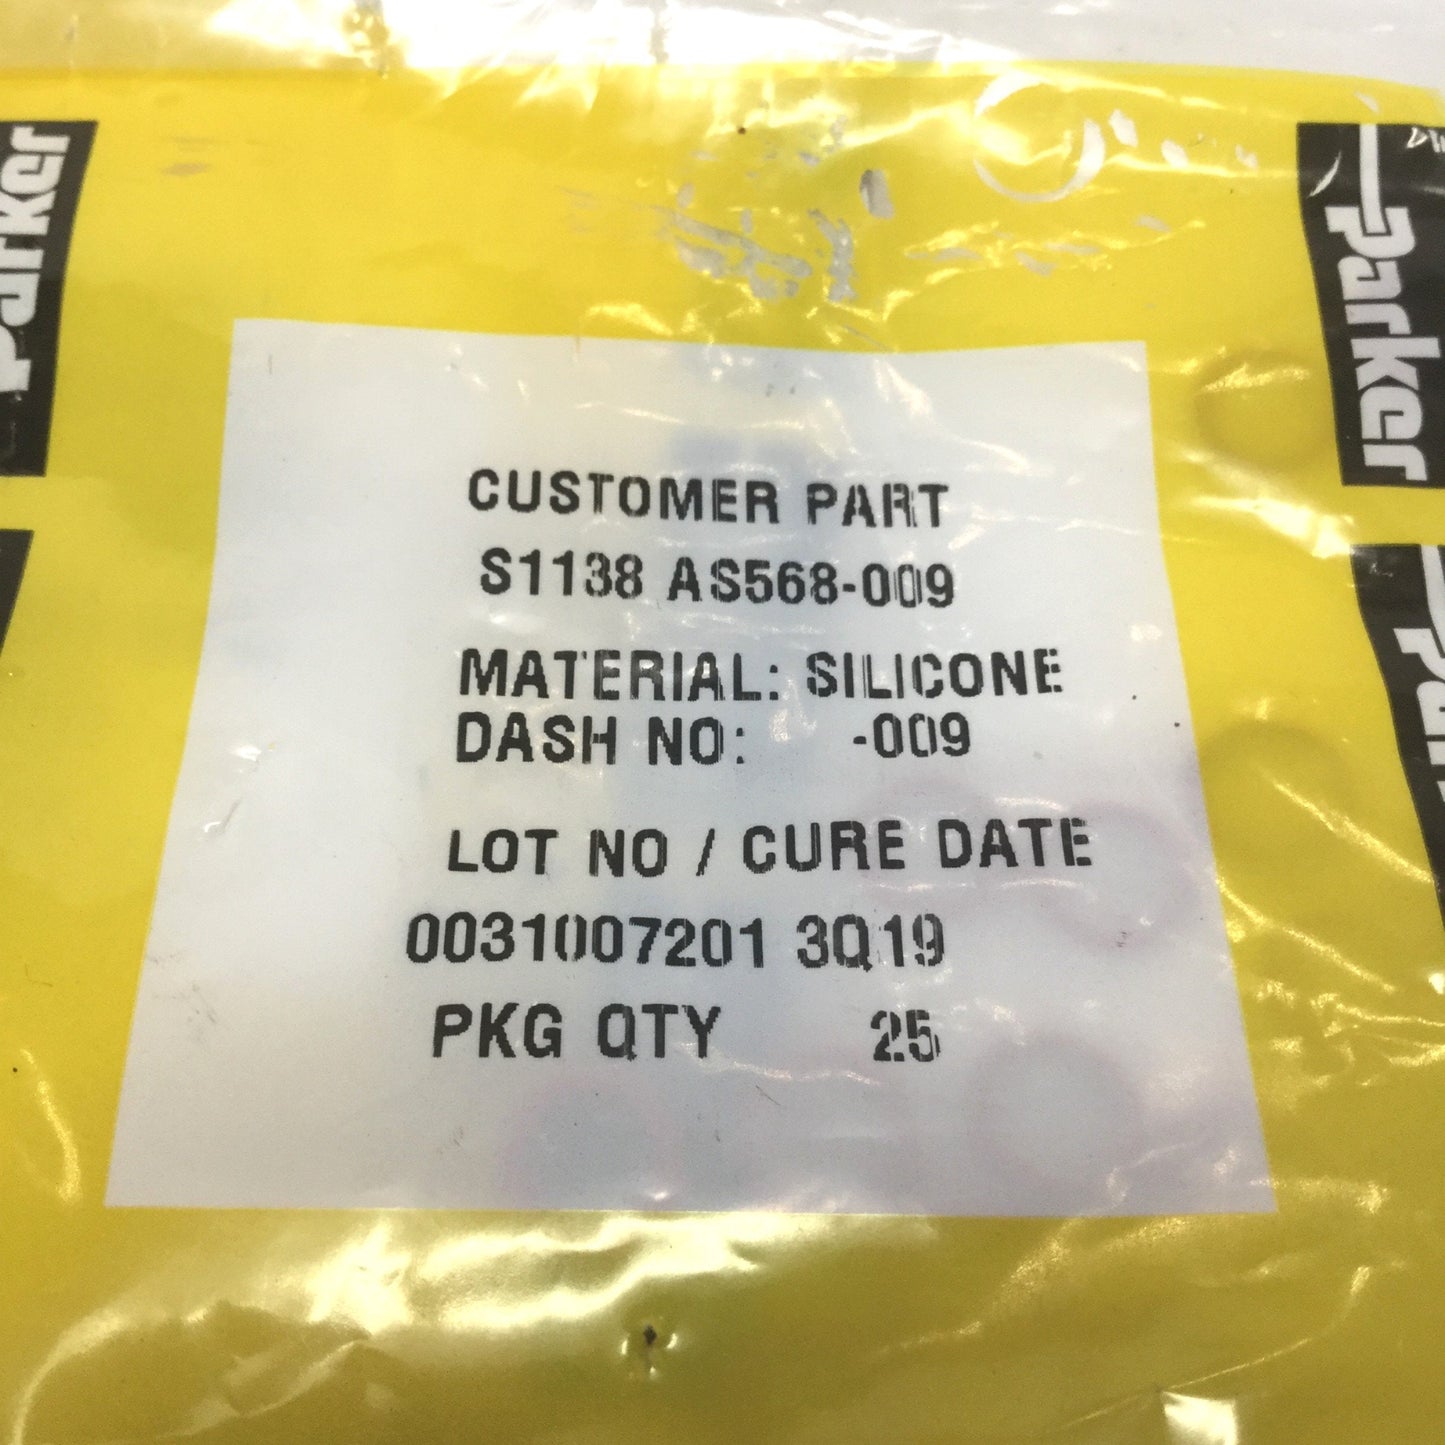 Parker
Parker
CUSTOMER PART
S1138 AS568-009
MATERIAL: SILICONE
DASH NO: -009
LOT NO / CURE DATE
0031007201 3Q19
PKG QTY 25